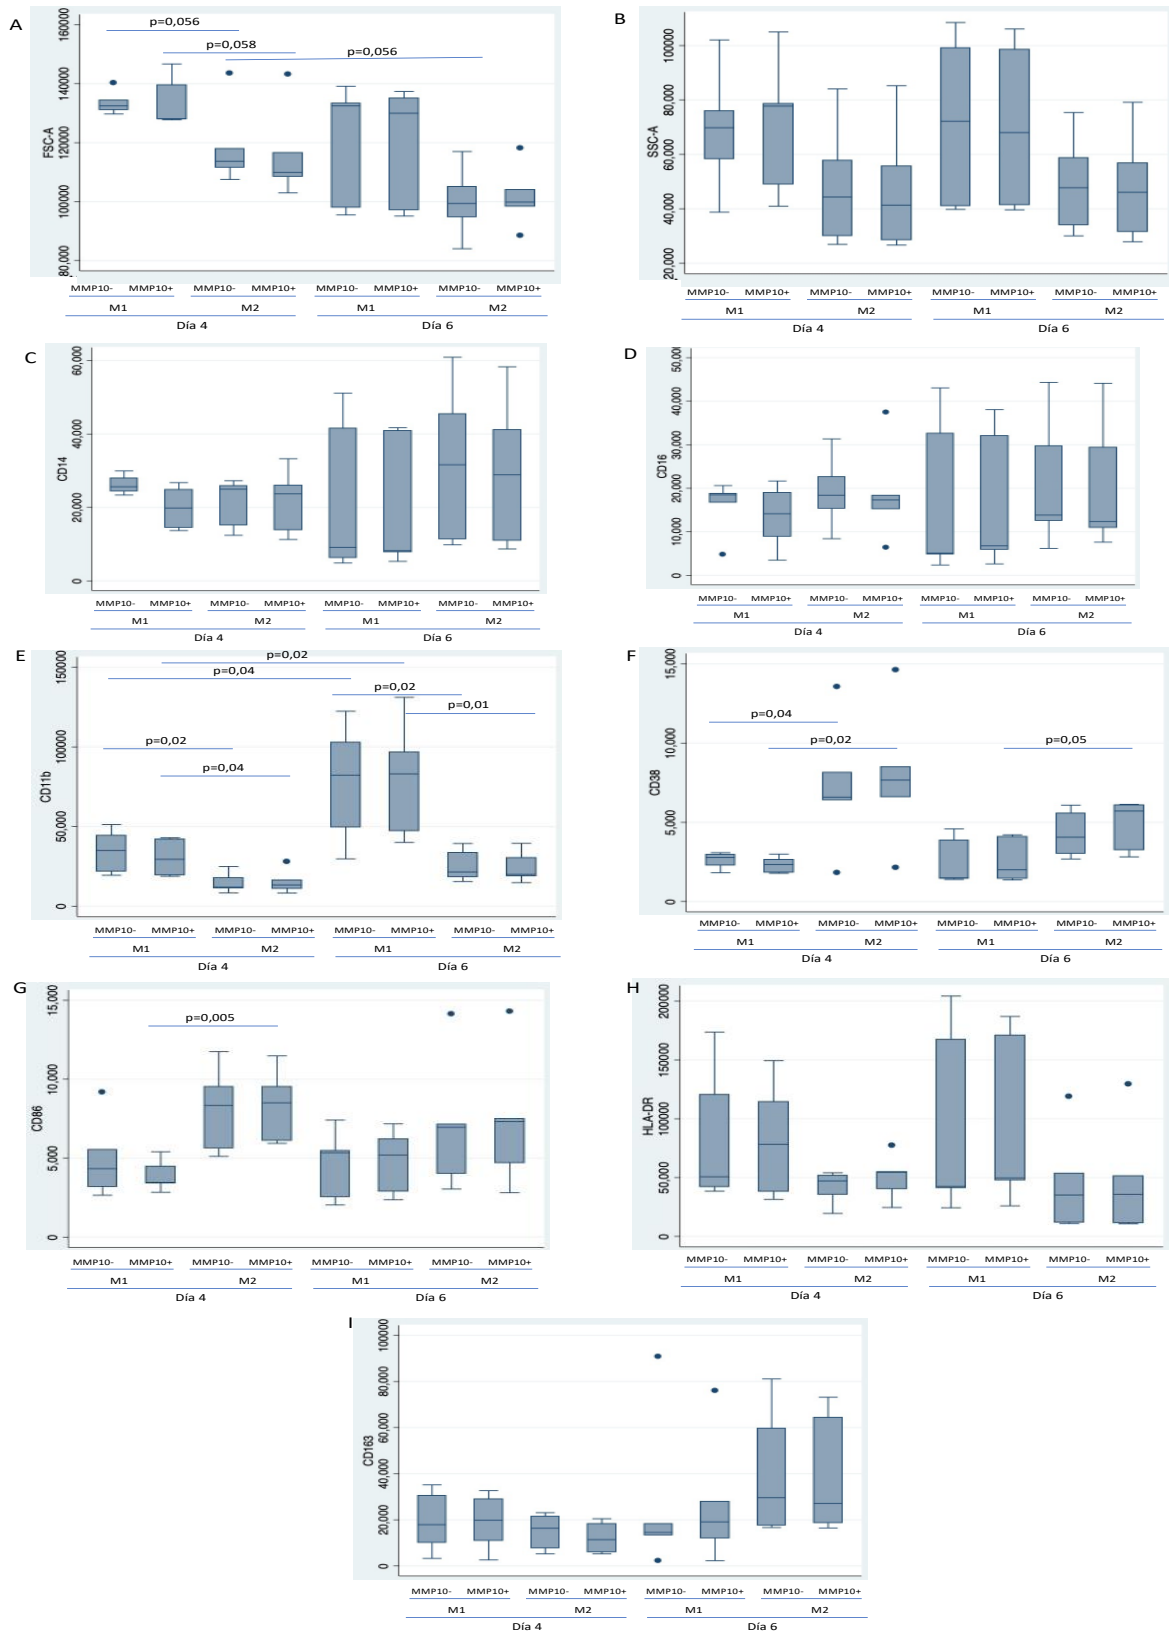 A
FSC-A
160000
140000
120000
100000
80,000
p=0,056
p=0,058
p=0,056
MMP10- MMP10+ MMP10- MMP10+ MMP10- MMP10+ MMP10- MMP10+
M1 M2 M1 M2
Día 4 Día 6
B
SSC-A
100000
80,000
60,000
40,000
20,000
MMP10- MMP10+ MMP10- MMP10+ MMP10- MMP10+ MMP10- MMP10+
M1 M2 M1 M2
Día 4 Día 6
C
CD14
60,000
40,000
20,000
0
MMP10- MMP10+ MMP10- MMP10+ MMP10- MMP10+ MMP10- MMP10+
M1 M2 M1 M2
Día 4 Día 6
D
CD16
50,000
40,000
30,000
20,000
10,000
0
MMP10- MMP10+ MMP10- MMP10+ MMP10- MMP10+ MMP10- MMP10+
M1 M2 M1 M2
Día 4 Día 6
E
CD11b
150000
100000
50,000
0
p=0,02
p=0,04
p=0,02
p=0,01
p=0,02
p=0,04
MMP10- MMP10+ MMP10- MMP10+ MMP10- MMP10+ MMP10- MMP10+
M1 M2 M1 M2
Día 4 Día 6
F
CD38
15,000
10,000
5,000
0
p=0,04
p=0,02
p=0,05
MMP10- MMP10+ MMP10- MMP10+ MMP10- MMP10+ MMP10- MMP10+
M1 M2 M1 M2
Día 4 Día 6
G
CD86
15,000
10,000
5,000
0
p=0,005
MMP10- MMP10+ MMP10- MMP10+ MMP10- MMP10+ MMP10- MMP10+
M1 M2 M1 M2
Día 4 Día 6
H
HLA-DR
200000
150000
100000
50,000
0
MMP10- MMP10+ MMP10- MMP10+ MMP10- MMP10+ MMP10- MMP10+
M1 M2 M1 M2
Día 4 Día 6
I
CD163
100000
80,000
60,000
40,000
20,000
0
MMP10- MMP10+ MMP10- MMP10+ MMP10- MMP10+ MMP10- MMP10+
M1 M2 M1 M2
Día 4 Día 6